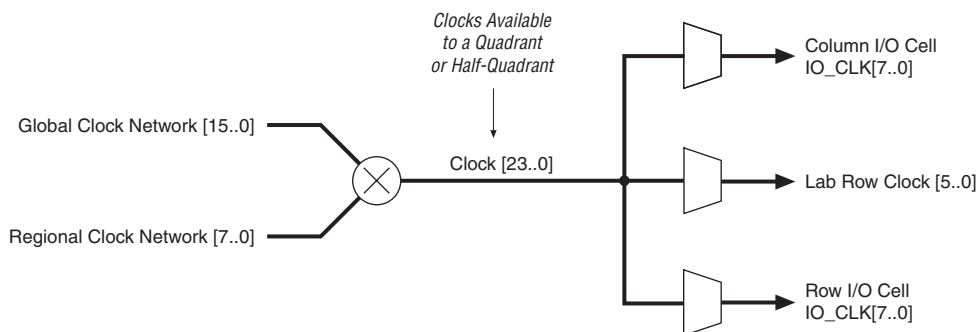 Clocks Available
to a Quadrant
or Half-Quadrant
Column I/O Cell
IO_CLK[7..0]
Global Clock Network [15..0]
Clock [23..0]
Lab Row Clock [5..0]
Regional Clock Network [7..0]
Row I/O Cell
IO_CLK[7..0]